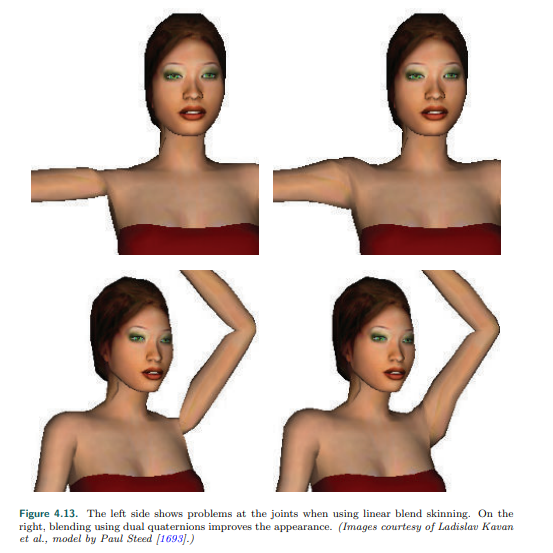 Figure 4.13. The left side shows problems at the joints when using linear blend skinning. On the
right, blending using dual quaternions improves the appearance. (Images courtesy of Ladislav Kavan
et al., model by Paul Steed [1693].)